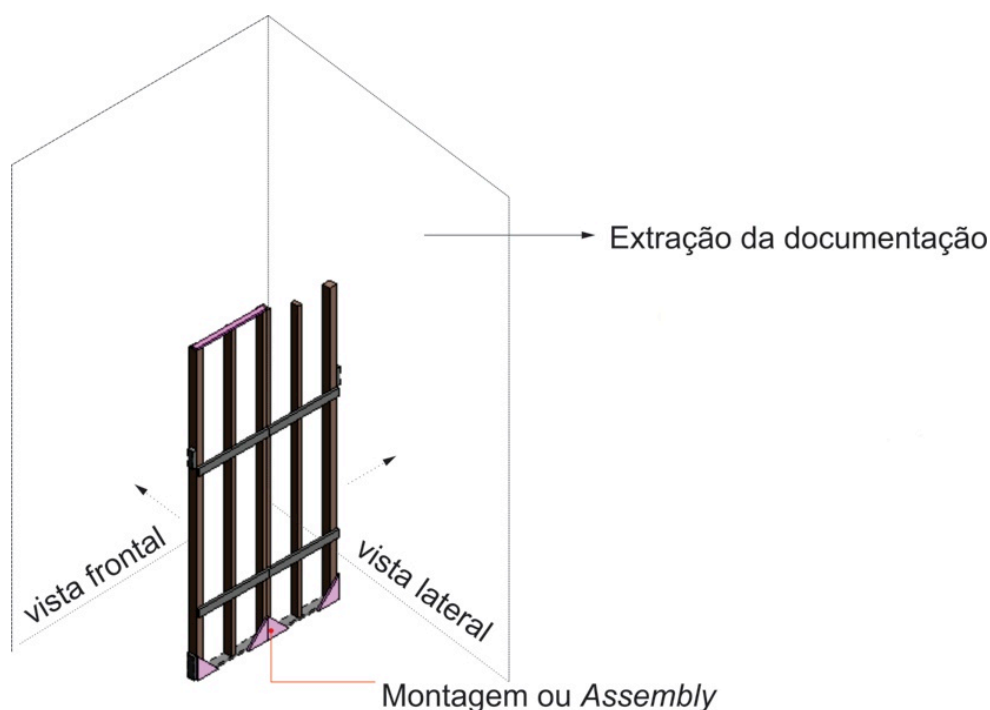 Extração da documentação
vista frontal
vista lateral
Montagem ou Assembly